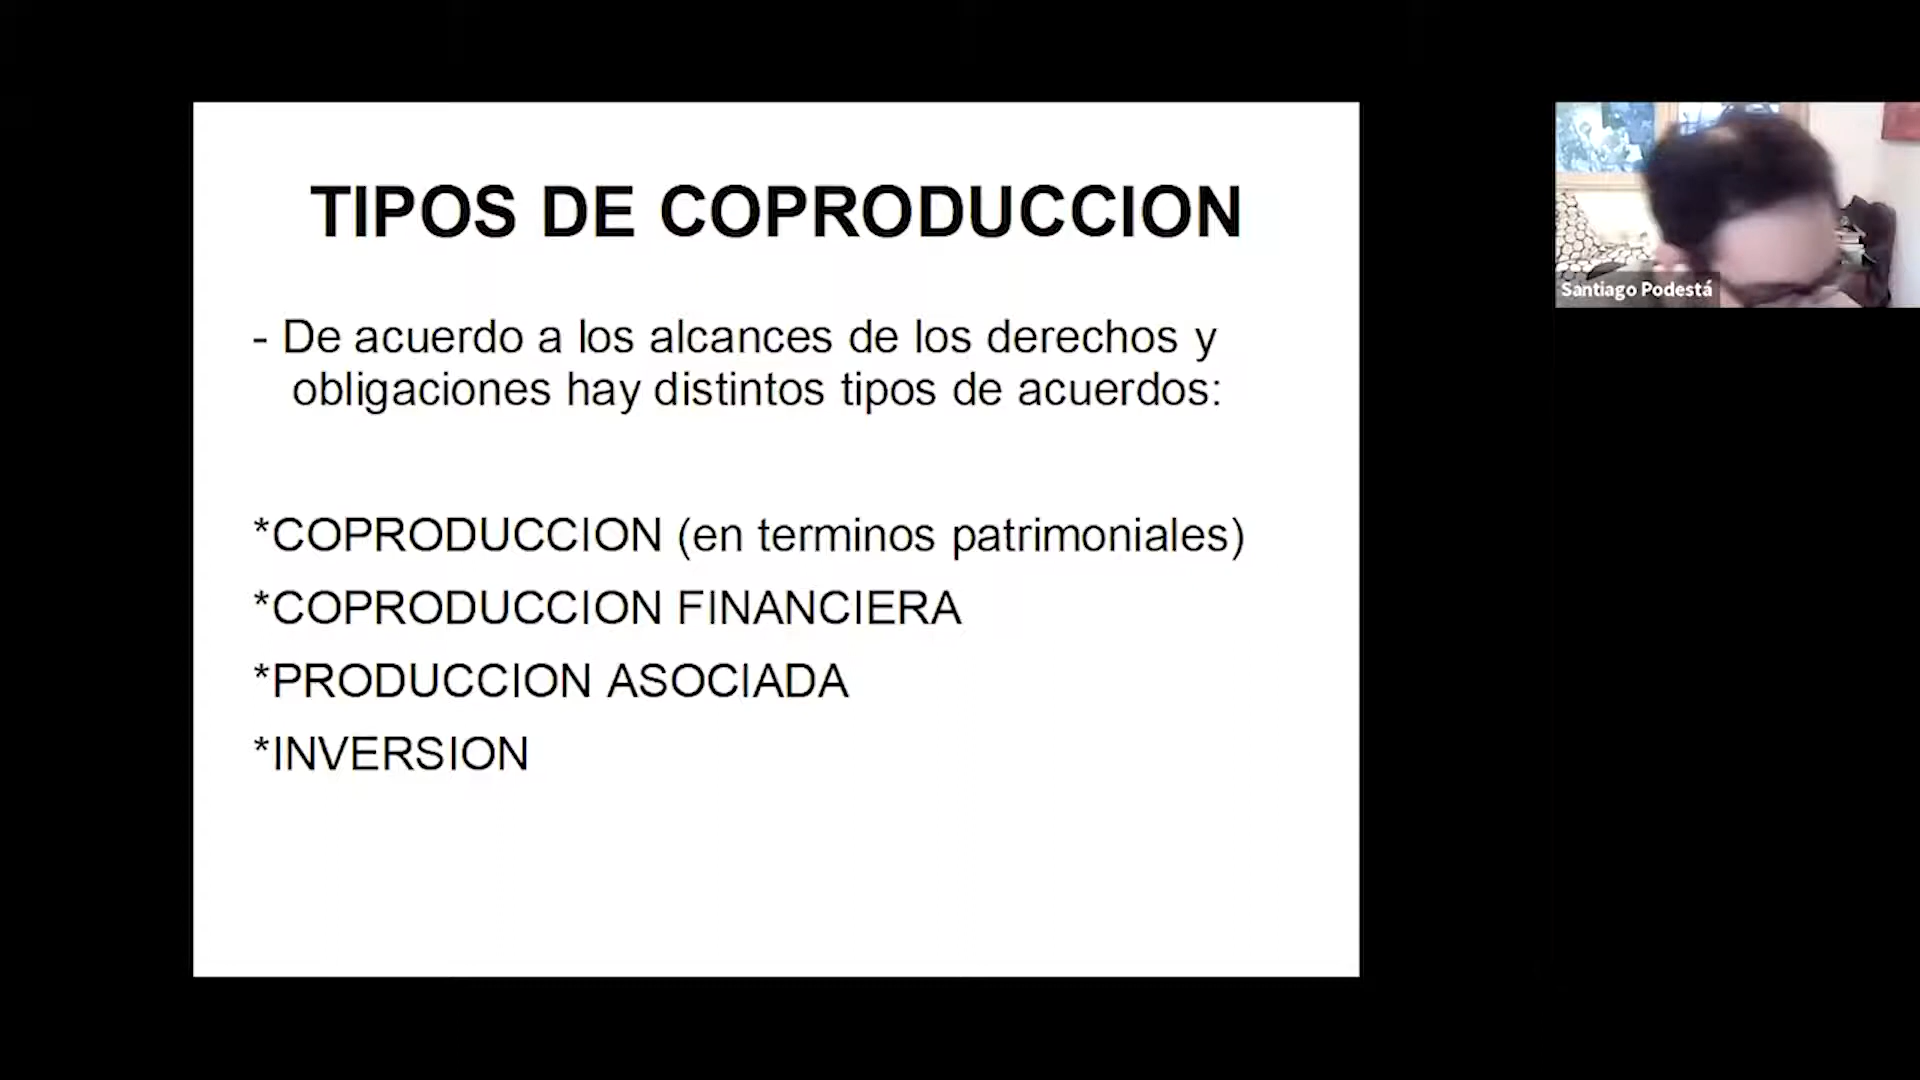 TIPOS DE COPRODUCCION
- De acuerdo a los alcances de los derechos y
obligaciones hay distintos tipos de acuerdos:
*COPRODUCCION (en terminos patrimoniales)
*COPRODUCCION FINANCIERA
*PRODUCCION ASOCIADA
*INVERSION
Santiago Podestá